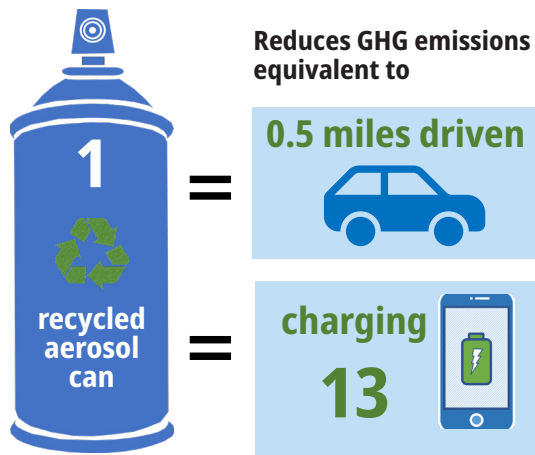 Reduces GHG emissions
equivalent to
1
recycled
aerosol
can
=
0.5 miles driven
=
charging
13